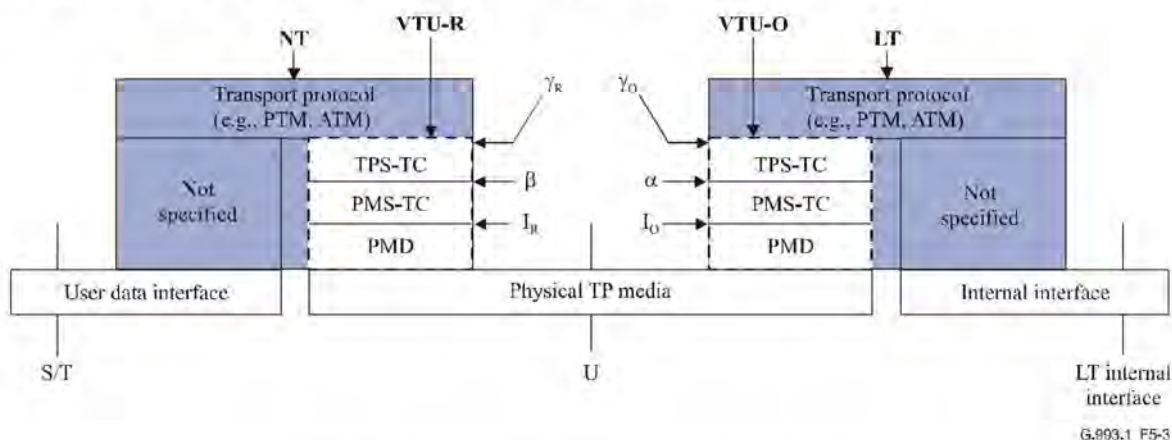 NT
VTU-R
VTU-O
LT
Transport protocol
(e.g., PTM, ATM)
γR
γO
Transport protocol
(e.g., PTM, ATM)
Not
specified
TPS-TC
PMS-TC
PMD
β
IR
α
IO
TPS-TC
PMS-TC
PMD
Not
specified
User data interface
Physical TP media
Internal interface
S/T
U
LT internal
interface
G.993.1_F5-3